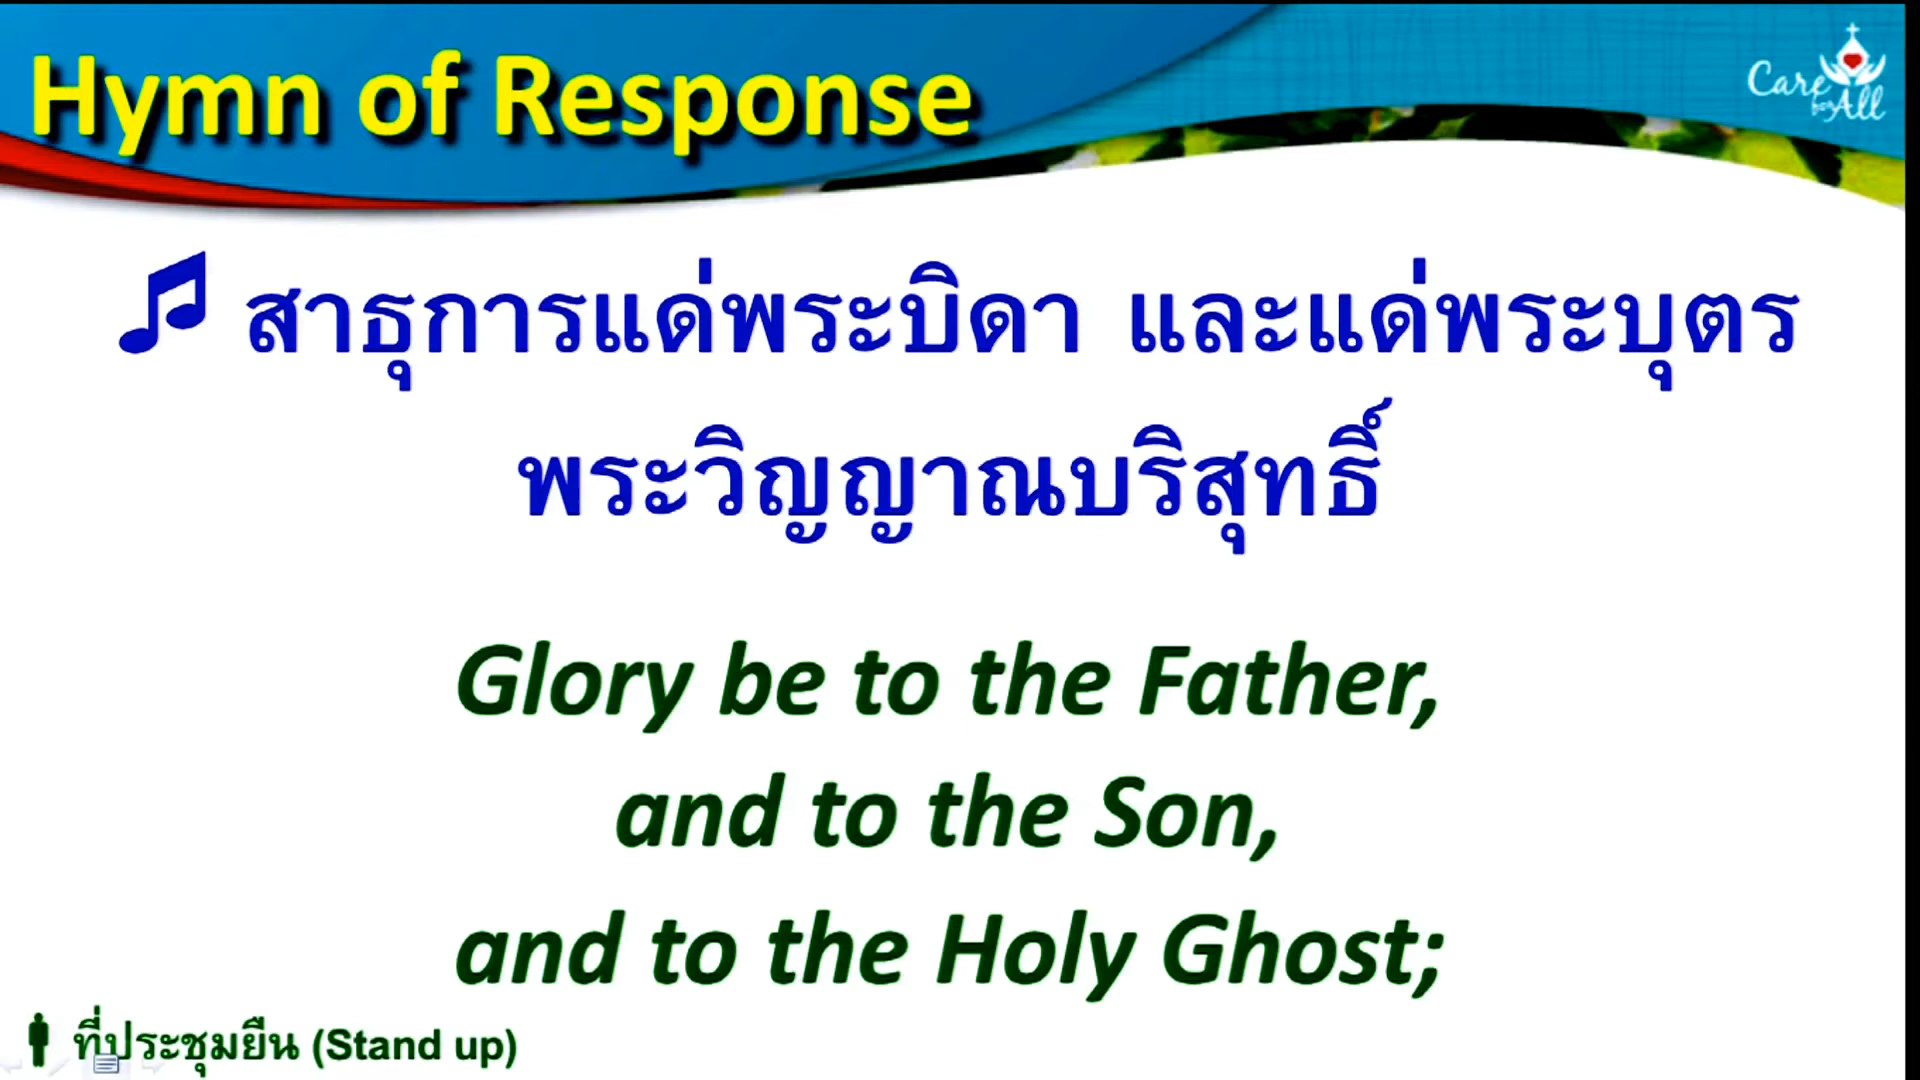 Hymn of Response
Care
for All
สาธุการแด่พระบิดา และแด่พระบุตร
พระวิญญาณบริสุทธิ์
Glory be to the Father,
and to the Son,
and to the Holy Ghost;
ที่ประชุมยืน (Stand up)